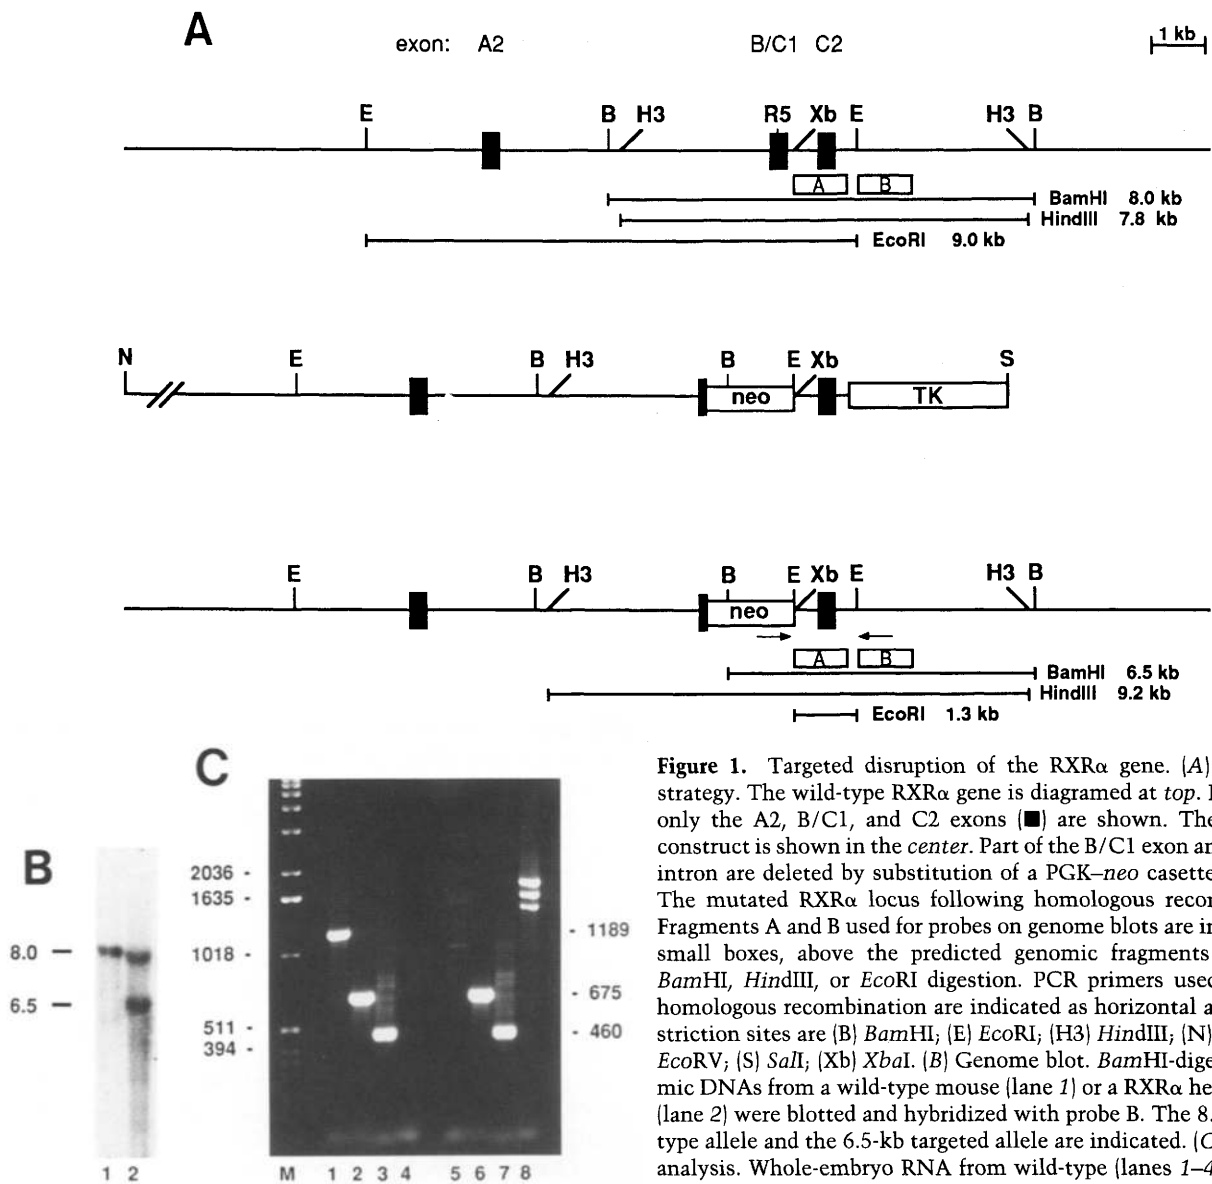 A
exon: A2 B/C1 C2
1 kb
E B H3 R5 Xb E H3 B
A B
BamHI 8.0 kb
HindIII 7.8 kb
EcoRI 9.0 kb
N E B H3 B E Xb S
neo TK
E B H3 B E Xb E H3 B
neo
A B
BamHI 6.5 kb
HindIII 9.2 kb
EcoRI 1.3 kb
B
8.0
6.5
1 2
C
2036
1635
1018
511
394
1189
675
460
M 1 2 3 4 5 6 7 8
Figure 1. Targeted disruption of the RXRα gene. (A)
strategy. The wild-type RXRα gene is diagramed at top.
only the A2, B/C1, and C2 exons (■) are shown. The
construct is shown in the center. Part of the B/C1 exon
intron are deleted by substitution of a PGK–neo casette
The mutated RXRα locus following homologous
Fragments A and B used for probes on genome blots are
small boxes, above the predicted genomic fragments
BamHI, HindIII, or EcoRI digestion. PCR primers
homologous recombination are indicated as horizontal
striction sites are (B) BamHI; (E) EcoRI; (H3) HindIII; (N)
EcoRV; (S) SalI; (Xb) XbaI. (B) Genome blot. BamHI-
mic DNAs from a wild-type mouse (lane 1) or a RXRα
(lane 2) were blotted and hybridized with probe B. The 8.
type allele and the 6.5-kb targeted allele are indicated. (C
analysis. Whole-embryo RNA from wild-type (lanes 1–4